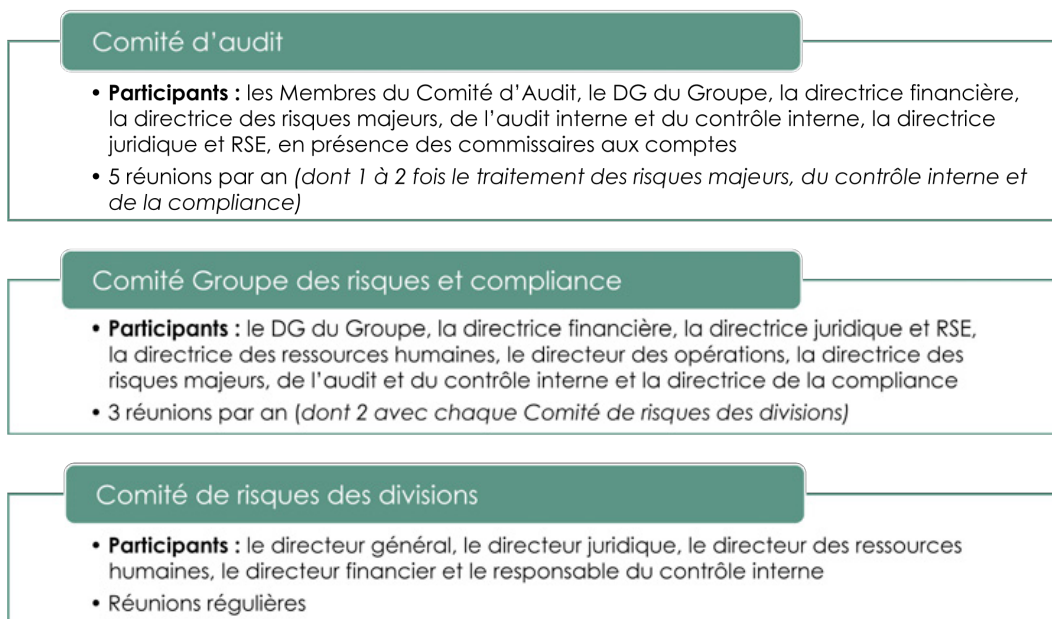 Comité d’audit
• Participants : les Membres du Comité d’Audit, le DG du Groupe, la directrice financière,
la directrice des risques majeurs, de l’audit interne et du contrôle interne, la directrice
juridique et RSE, en présence des commissaires aux comptes
• 5 réunions par an (dont 1 à 2 fois le traitement des risques majeurs, du contrôle interne et
de la compliance)
Comité Groupe des risques et compliance
• Participants : le DG du Groupe, la directrice financière, la directrice juridique et RSE,
la directrice des ressources humaines, le directeur des opérations, la directrice des
risques majeurs, de l’audit et du contrôle interne et la directrice de la compliance
• 3 réunions par an (dont 2 avec chaque Comité de risques des divisions)
Comité de risques des divisions
• Participants : le directeur général, le directeur juridique, le directeur des ressources
humaines, le directeur financier et le responsable du contrôle interne
• Réunions régulières